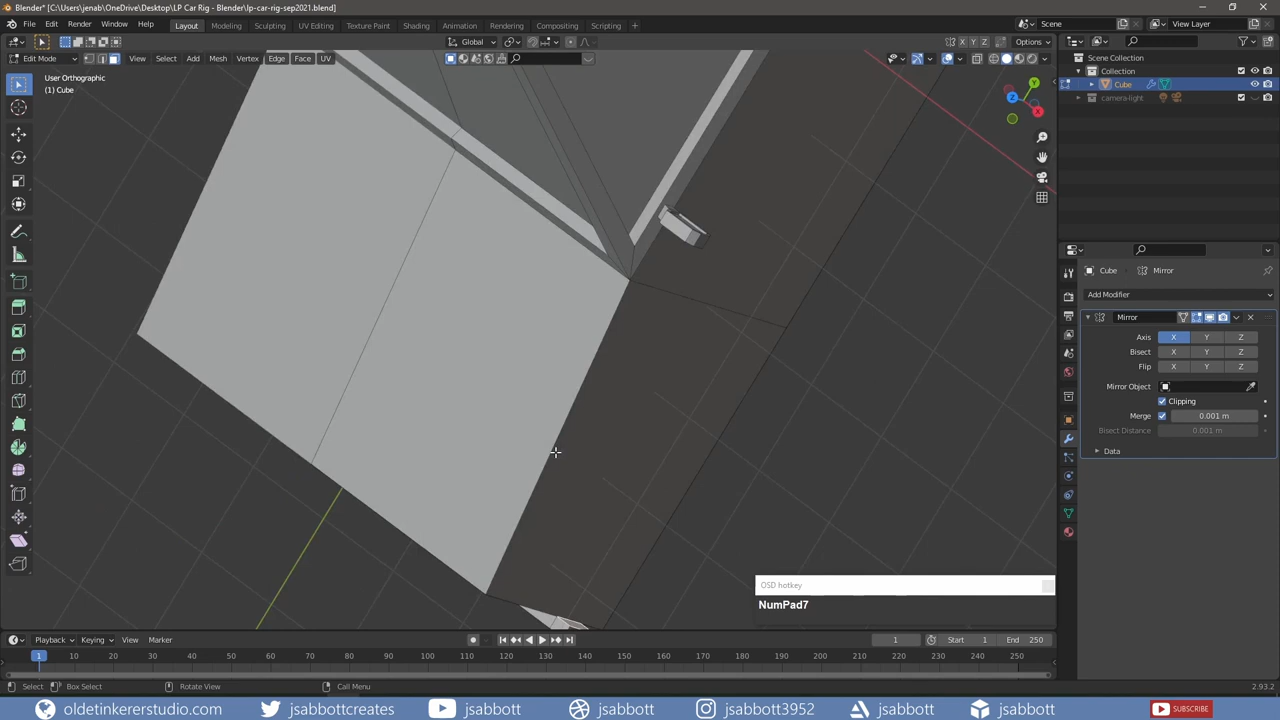 Blender* [C:\Users\jenab\OneDrive\Desktop\LP Car Rig - Blender\lp-car-rig-sep2021.blend]
File Edit Render Window Help Layout Modeling Sculpting UV Editing Texture Paint Shading Animation Rendering Compositing Scripting Scene View Layer
Global X Y Z Options
Edit Mode View Select Add Mesh Vertex Edge Face UV
User Orthographic
(1) Cube
Y
Z
X
Scene Collection
Collection
Cube
camera-light
Cube Mirror
Add Modifier
Mirror
Axis X Y Z
Bisect X Y Z
Flip X Y Z
Mirror Object
Clipping
Merge 0.001 m
Bisect Distance 0.001 m
Data
OSD hotkey
NumPad7
Playback Keying View Marker 1 Start 1 End 250
1 10 20 30 40 50 60 70 80 90 100 110 120 130 140 150 160 170 180 190 200 210 220 230 240 250
Select Box Select Rotate View Call Menu 2.93.2
oldetinkererstudio.com jsabbottcreates jsabbott jsabbott jsabbott3952 jsabbott jsabbott SUBSCRIBE